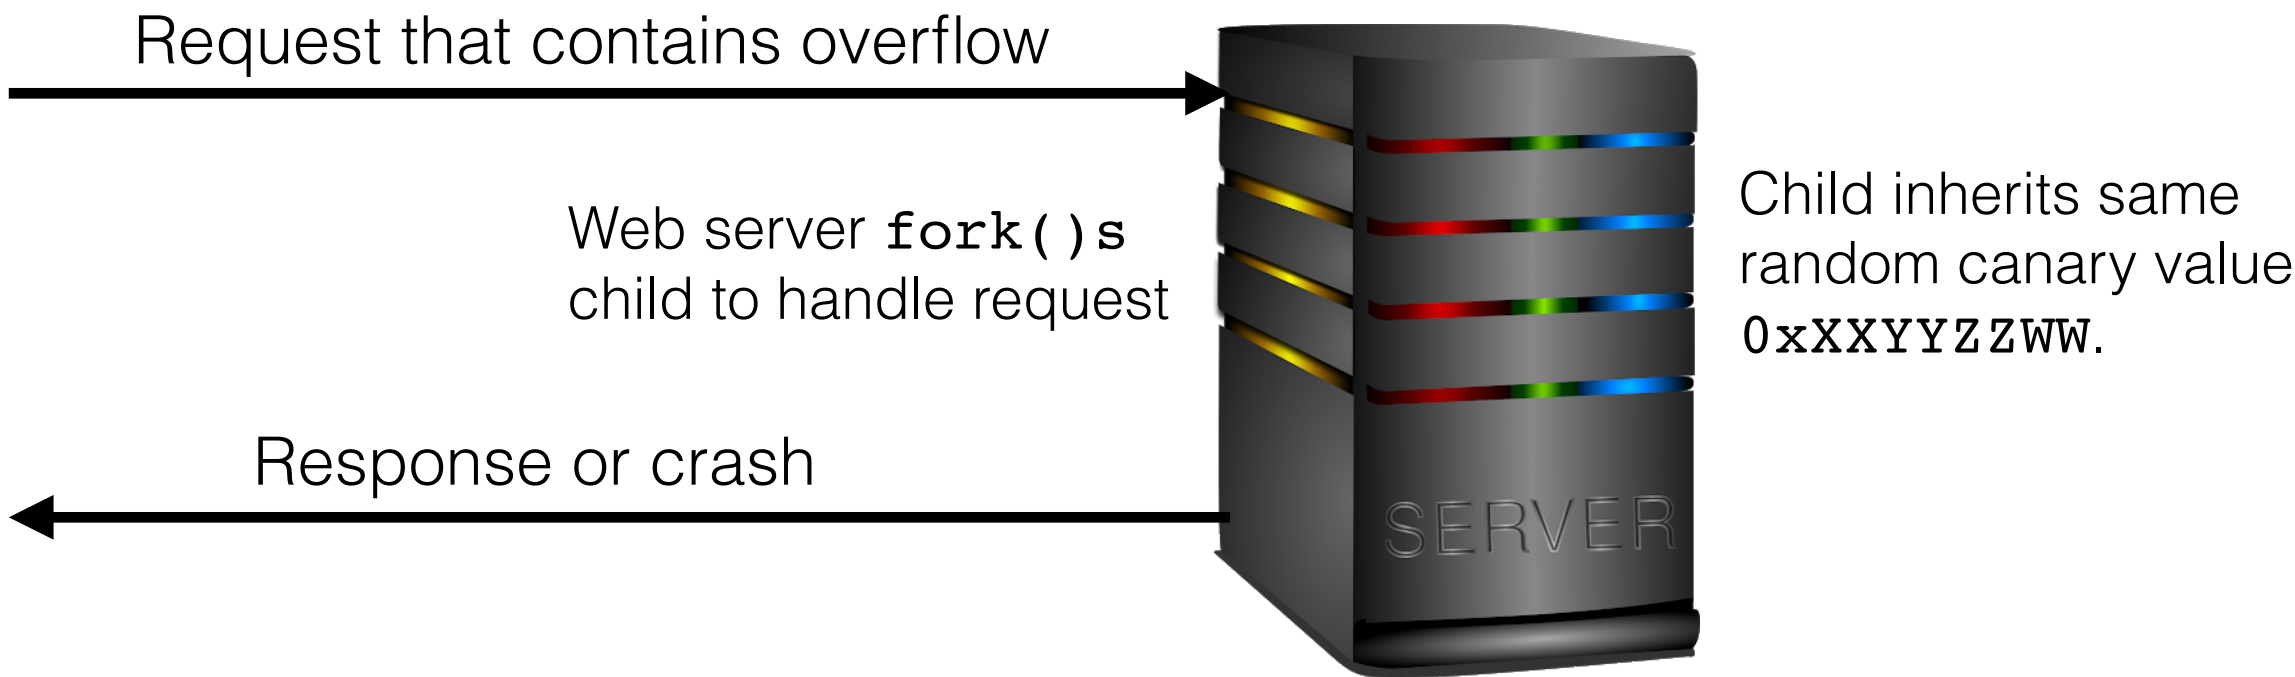 Request that contains overflow
Web server fork()s
child to handle request
Child inherits same
random canary value
0xXXYYZZWW.
Response or crash
SERVER